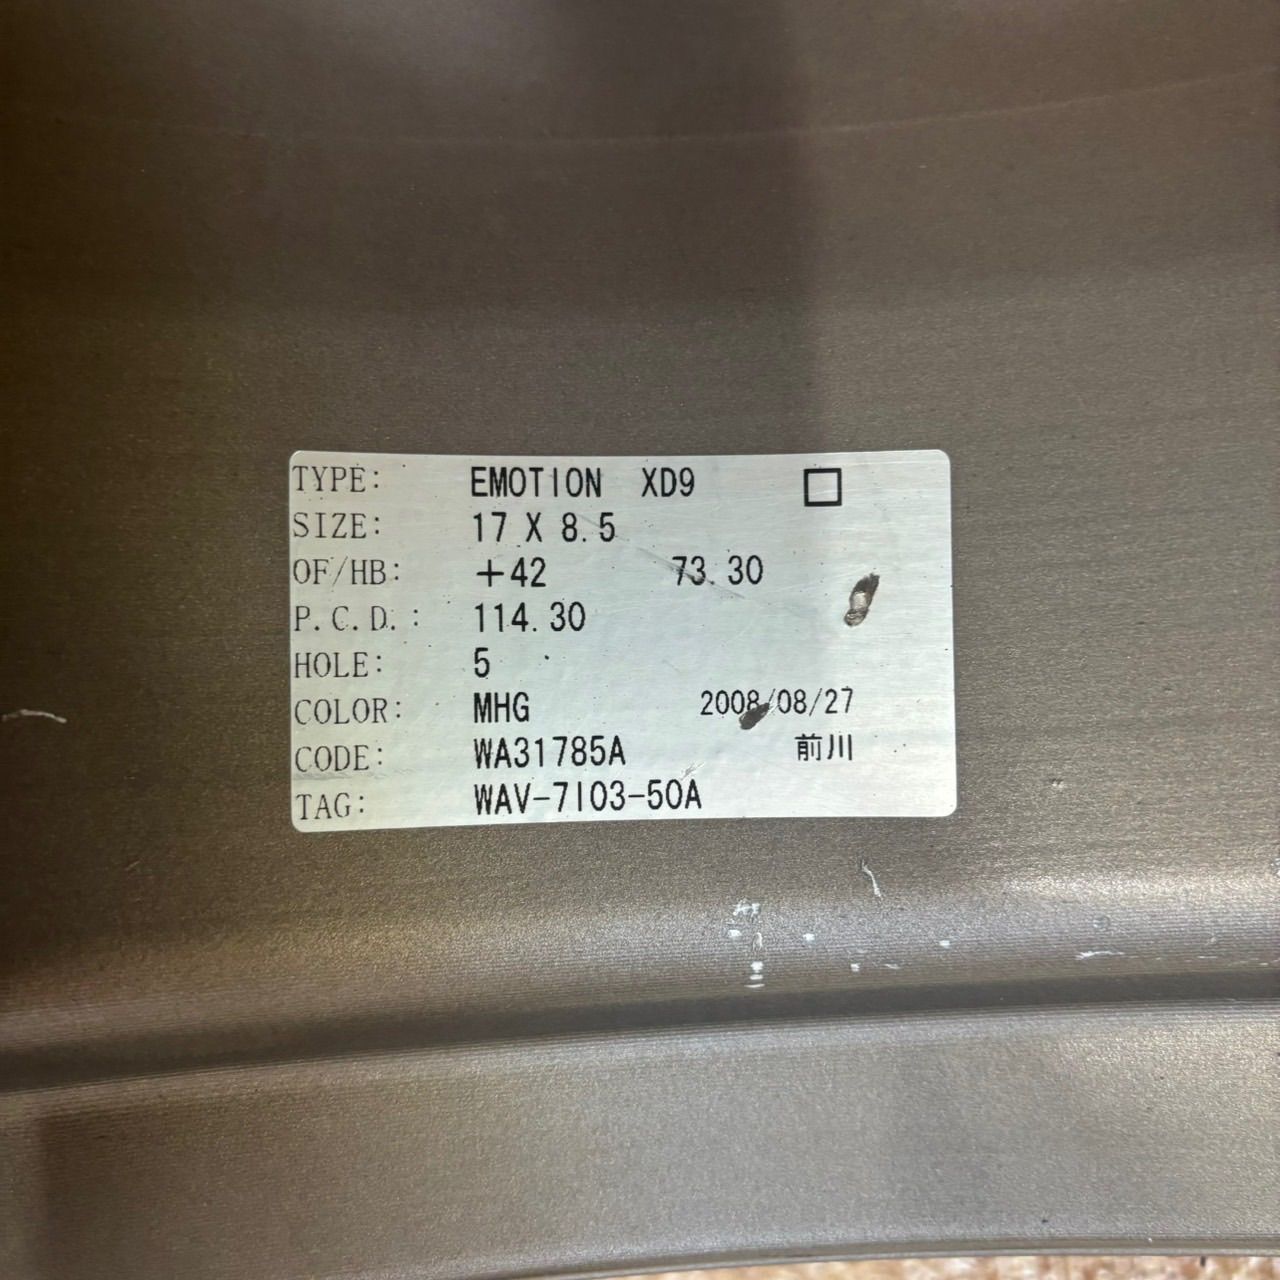 TYPE: EMOTION XD9 □
SIZE: 17 X 8.5
OF/HB: +42 73.30
P.C.D.: 114.30
HOLE: 5
COLOR: MHG 2008/08/27
CODE: WA31785A 前川
TAG: WAV-7I03-50A